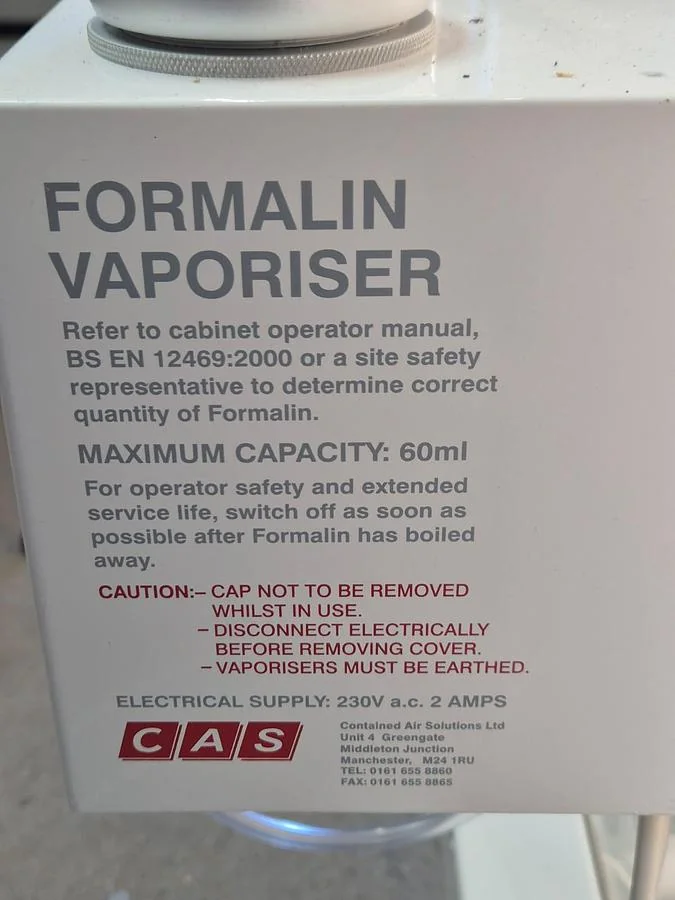 FORMALIN
VAPORISER
Refer to cabinet operator manual,
BS EN 12469:2000 or a site safety
representative to determine correct
quantity of Formalin.
MAXIMUM CAPACITY: 60ml
For operator safety and extended
service life, switch off as soon as
possible after Formalin has boiled
away.
CAUTION:– CAP NOT TO BE REMOVED
WHILST IN USE.
– DISCONNECT ELECTRICALLY
BEFORE REMOVING COVER.
– VAPORISERS MUST BE EARTHED.
ELECTRICAL SUPPLY: 230V a.c. 2 AMPS
CAS
Contained Air Solutions Ltd
Unit 4 Greengate
Middleton Junction
Manchester, M24 1RU
TEL: 0161 655 8860
FAX: 0161 655 8865